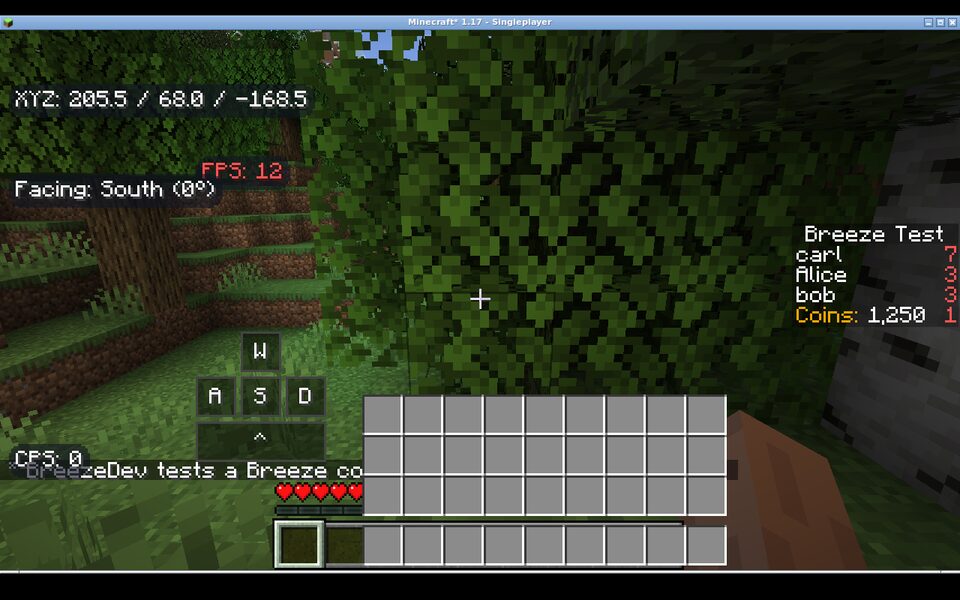 Minecraft* 1.17 - Singleplayer
XYZ: 205.5 / 68.0 / -168.5
FPS: 12
Facing: South (0°)
Breeze Test
carl 7
Alice 3
bob 3
Coins: 1,250 1
W
A S D
^
CPS: 0
* BreezeDev tests a Breeze co